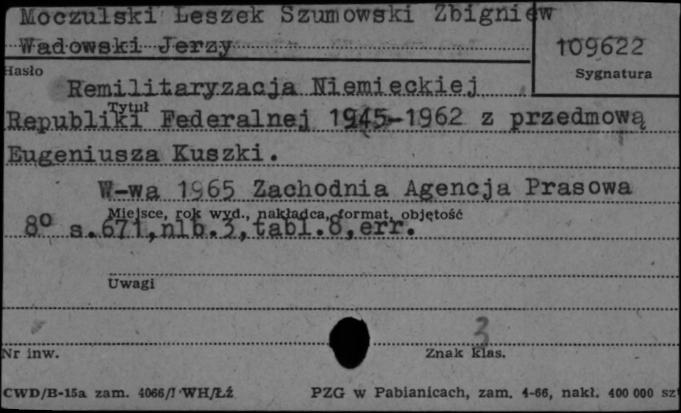 Moczulski Leszek Szumowski Zbigniew
Wadowski Jerzy
109622
Sygnatura
Hasło
Remilitaryzacja Niemieckiej
Tytuł
Republiki Federalnej 1945-1962 z przedmową
Eugeniusza Kuszki.
W-wa 1965 Zachodnia Agencja Prasowa
Miejsce, rok wyd., nakładca, format, objętość
8° s.671,nlb.3,tabl.8,err.
Uwagi
3
Nr inw.
Znak klas.
CWD/B-15a zam. 4066/I WH/Łź
PZG w Pabianicach, zam. 4-66, nakł. 400 000 szt